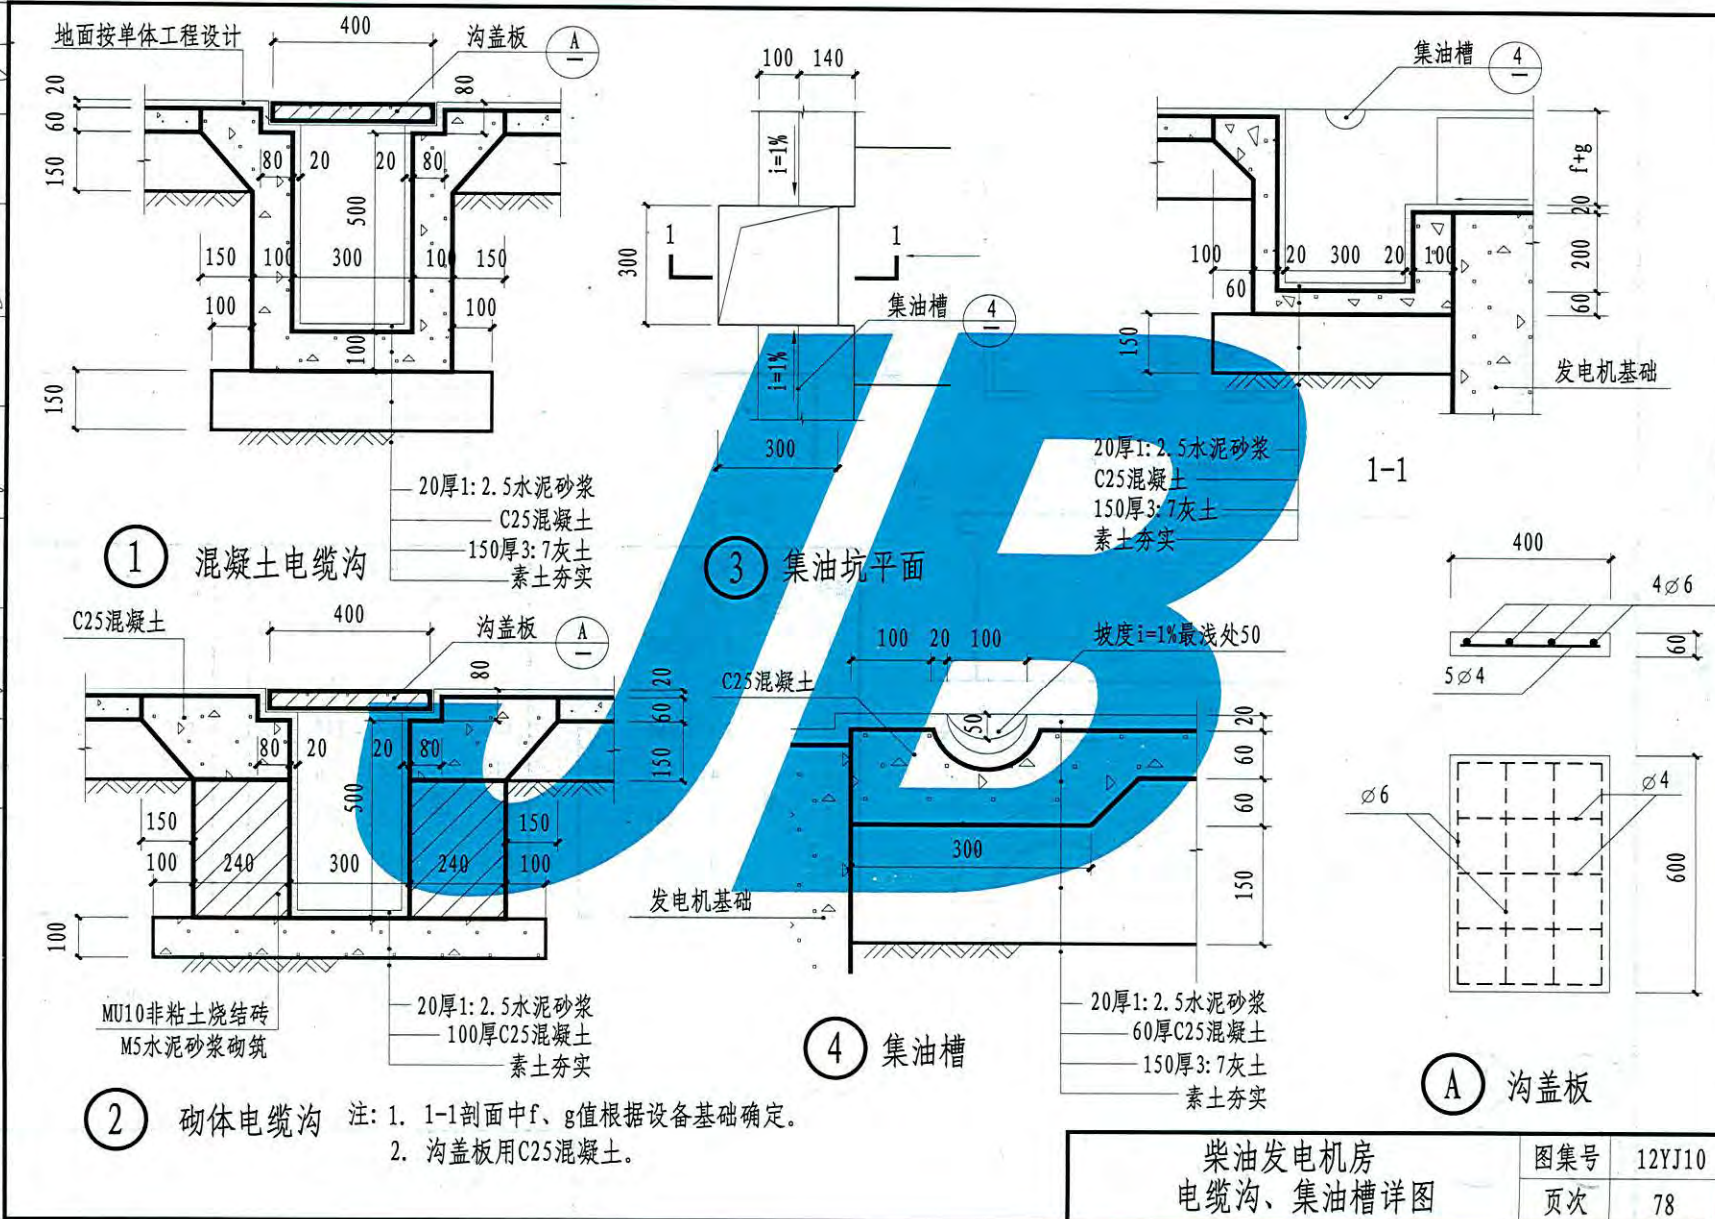 地面按单体工程设计
400
沟盖板
A
20
60
150
80
80
20
20
80
500
150
100
300
100
150
100
100
100
150
20厚1:2.5水泥砂浆
C25混凝土
150厚3:7灰土
素土夯实
1
混凝土电缆沟
100
140
i=1%
300
1
1
集油槽
4
i=1%
300
3
集油坑平面
集油槽
4
f+g
20
200
60
100
20
300
20
100
60
150
发电机基础
20厚1:2.5水泥砂浆
C25混凝土
150厚3:7灰土
素土夯实
1-1
C25混凝土
400
沟盖板
A
80
20
60
150
80
20
20
80
500
150
150
100
240
300
240
100
100
MU10非粘土烧结砖
M5水泥砂浆砌筑
20厚1:2.5水泥砂浆
100厚C25混凝土
素土夯实
2
砌体电缆沟
注:1. 1-1剖面中f、g值根据设备基础确定。
2. 沟盖板用C25混凝土。
100
20
100
坡度i=1%最浅处50
C25混凝土
50
20
60
60
300
150
发电机基础
20厚1:2.5水泥砂浆
60厚C25混凝土
150厚3:7灰土
素土夯实
4
集油槽
400
4∅6
60
5∅4
∅6
∅4
600
A
沟盖板
JB
柴油发电机房
电缆沟、集油槽详图
图集号
12YJ10
页次
78